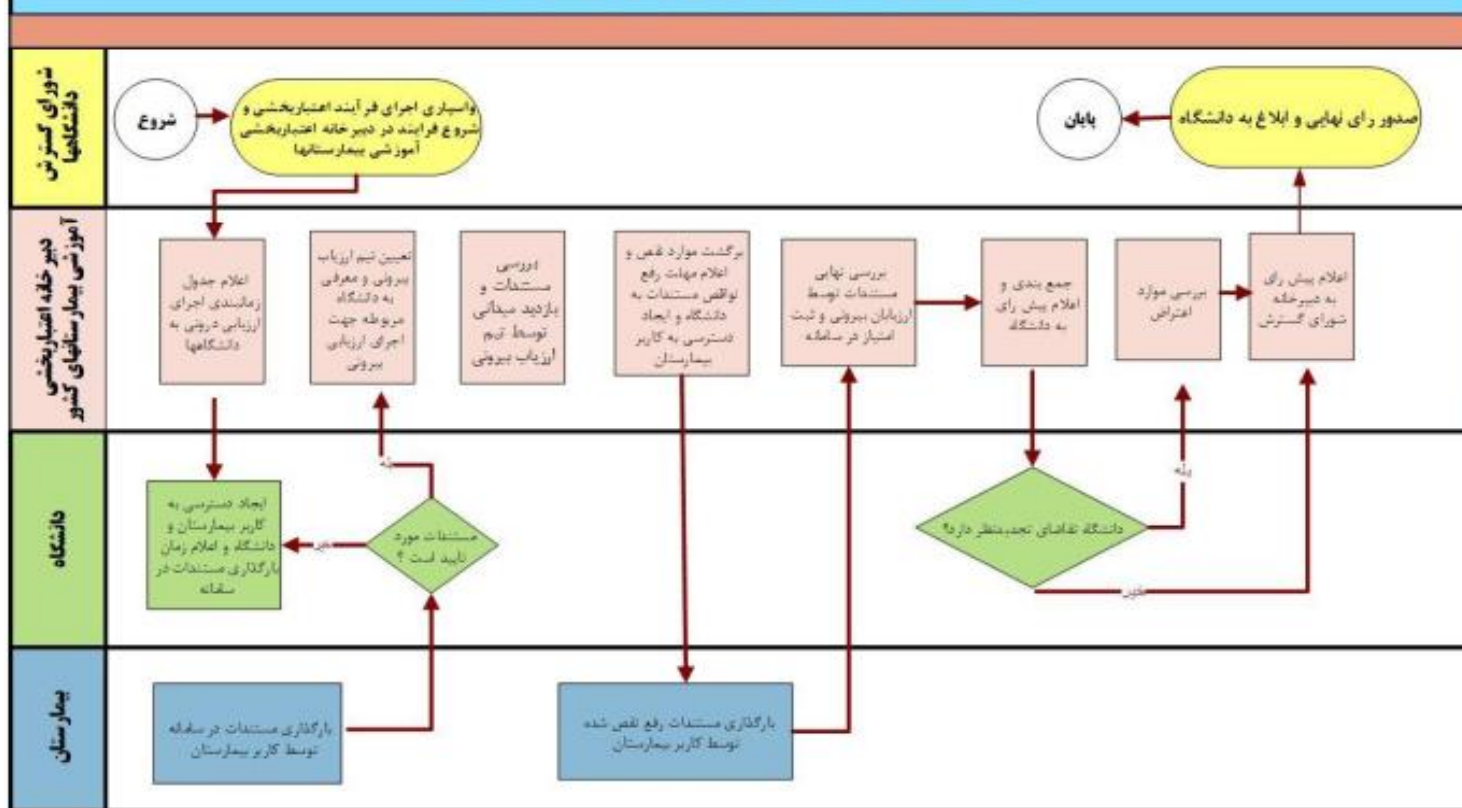 شورای گسترش
دانشگاهها
شروع
واسپاری اجرای فرآیند اعتباربخشی و
شروع فرایند در دبیرخانه اعتباربخشی
آموزشی بیمارستانها
صدور رای نهایی و ابلاغ به دانشگاه
پایان
دبیرخانه اعتباربخشی
آموزشی بیمارستانهای کشور
اعلام جدول
زمانبندی اجرای
ارزیابی درونی به
دانشگاهها
تعیین تیم ارزیاب
بیرونی و معرفی
به دانشگاه
مربوطه جهت
اجرای ارزیابی
بیرونی
بررسی
مستندات و
بازدید میدانی
توسط تیم
ارزیاب بیرونی
برگشت موارد نقص و
اعلام مهلت رفع
نواقص مستندات به
دانشگاه و ایجاد
دسترسی به کاربر
بیمارستان
بررسی نهایی
مستندات توسط
ارزیابان بیرونی و ثبت
امتیاز در سامانه
جمع بندی و
اعلام پیش رای
به دانشگاه
بررسی موارد
اعتراض
اعلام پیش رای
به دبیرخانه
شورای گسترش
دانشگاه
ایجاد دسترسی به
کاربر بیمارستان و
دانشگاه و اعلام زمان
بارگذاری مستندات در
سامانه
خیر
مستندات مورد
تایید است ؟
بله
دانشگاه تقاضای تجدیدنظر دارد؟
بله
خیر
بیمارستان
بارگذاری مستندات در سامانه
توسط کاربر بیمارستان
بارگذاری مستندات رفع نقص شده
توسط کاربر بیمارستان